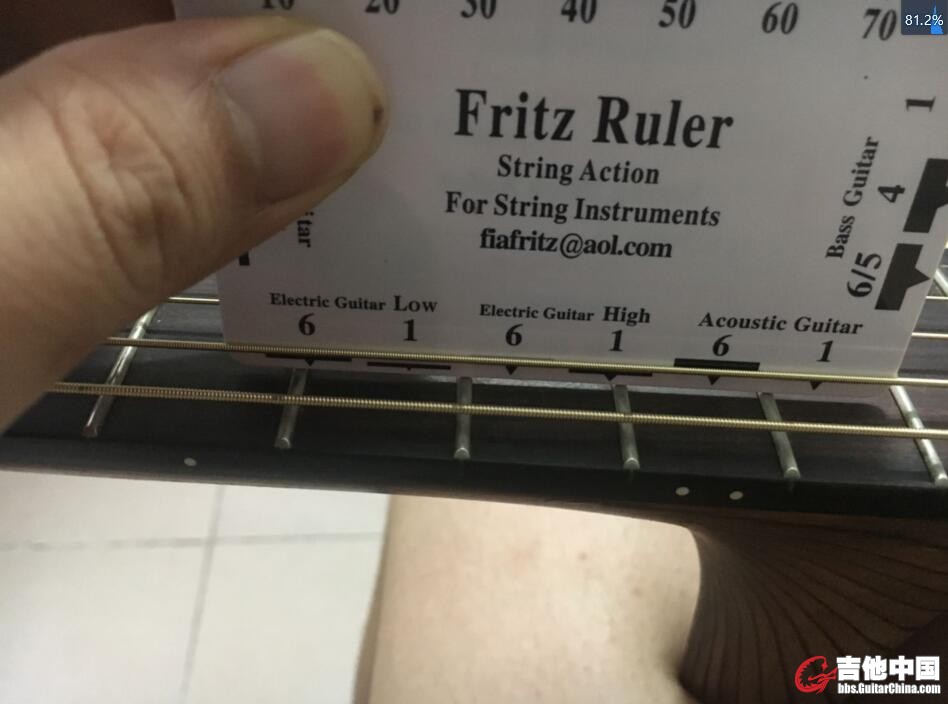 10 20 30 40 50 60 70
81.2%
Fritz Ruler
String Action
For String Instruments
fiafritz@aol.com
1
Bass Guitar
4
6/5
tar
Electric Guitar Low
6 1
Electric Guitar High
6 1
Acoustic Guitar
6 1
吉他中国
bbs.GuitarChina.com